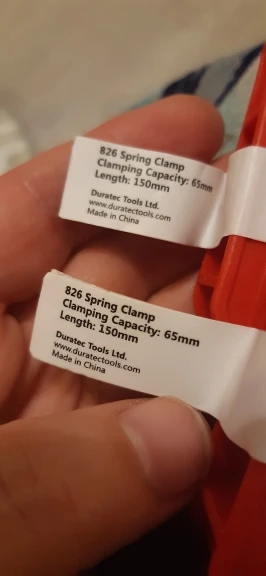 826 Spring Clamp
Clamping Capacity: 65mm
Length: 150mm
Duratec Tools Ltd.
www.duratectools.com
Made in China
826 Spring Clamp
Clamping Capacity: 65mm
Length: 150mm
Duratec Tools Ltd.
www.duratectools.com
Made in China